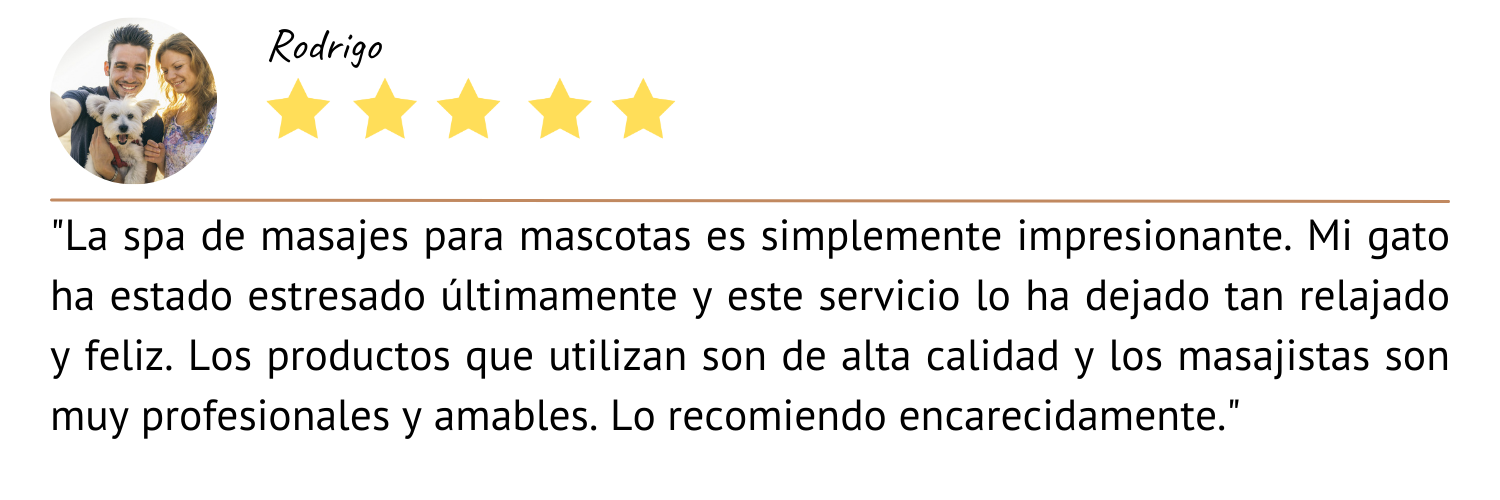 Rodrigo
"La spa de masajes para mascotas es simplemente impresionante. Mi gato
ha estado estresado últimamente y este servicio lo ha dejado tan relajado
y feliz. Los productos que utilizan son de alta calidad y los masajistas son
muy profesionales y amables. Lo recomiendo encarecidamente."